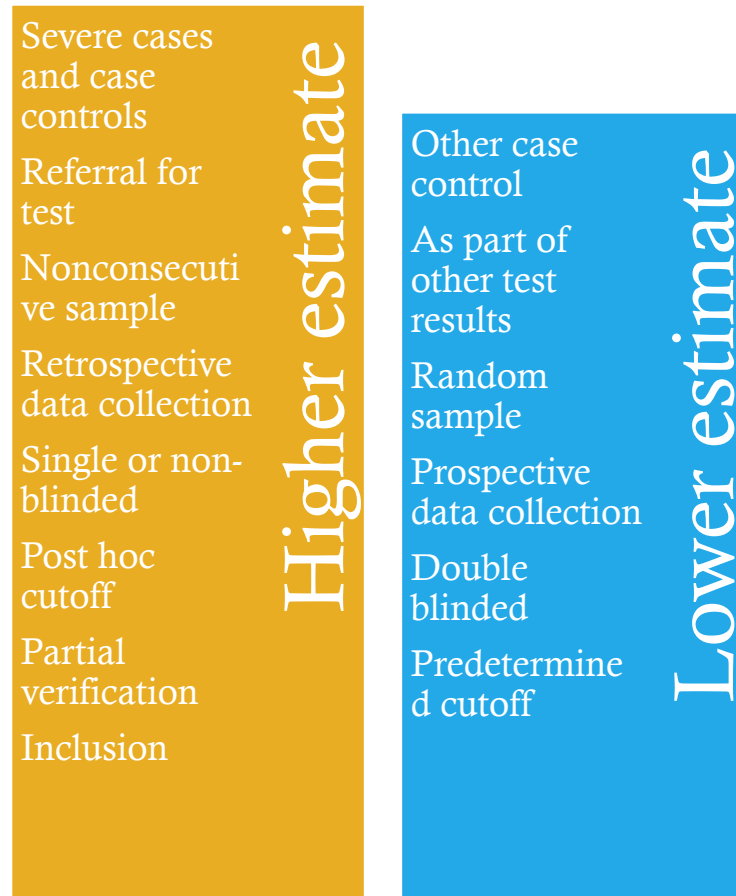 Severe cases
and case
controls
Referral for
test
Nonconsecuti
ve sample
Retrospective
data collection
Single or non-
blinded
Post hoc
cutoff
Partial
verification
Inclusion
Higher estimate
Other case
control
As part of
other test
results
Random
sample
Prospective
data collection
Double
blinded
Predetermine
d cutoff
Lower estimate